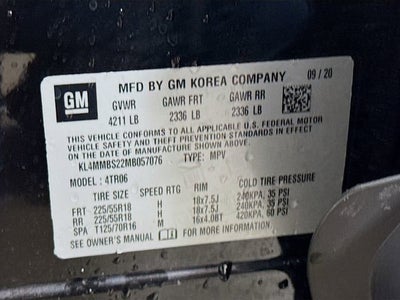 GM
MFD BY GM KOREA COMPANY 09/20
GVWR GAWR FRT GAWR RR
4211 LB 2336 LB 2336 LB
THIS VEHICLE CONFORMS TO ALL APPLICABLE U.S. FEDERAL MOTOR
VEHICLE SAFETY AND THEFT PREVENTION STANDARDS IN EFFECT
ON THE DATE OF MANUFACTURE SHOWN ABOVE.
KL4MMBS22MB057076 TYPE: MPV
MODEL: 4TR06
TIRE SIZE SPEED RTG RIM COLD TIRE PRESSURE
FRT 225/55R18 H 18x7.5J 240KPA, 35 PSI
RR 225/55R18 H 18x7.5J 240KPA, 35 PSI
SPA T125/70R16 M 16x4.0BT 420KPA, 60 PSI
SEE OWNER'S MANUAL FOR MORE INFORMATION